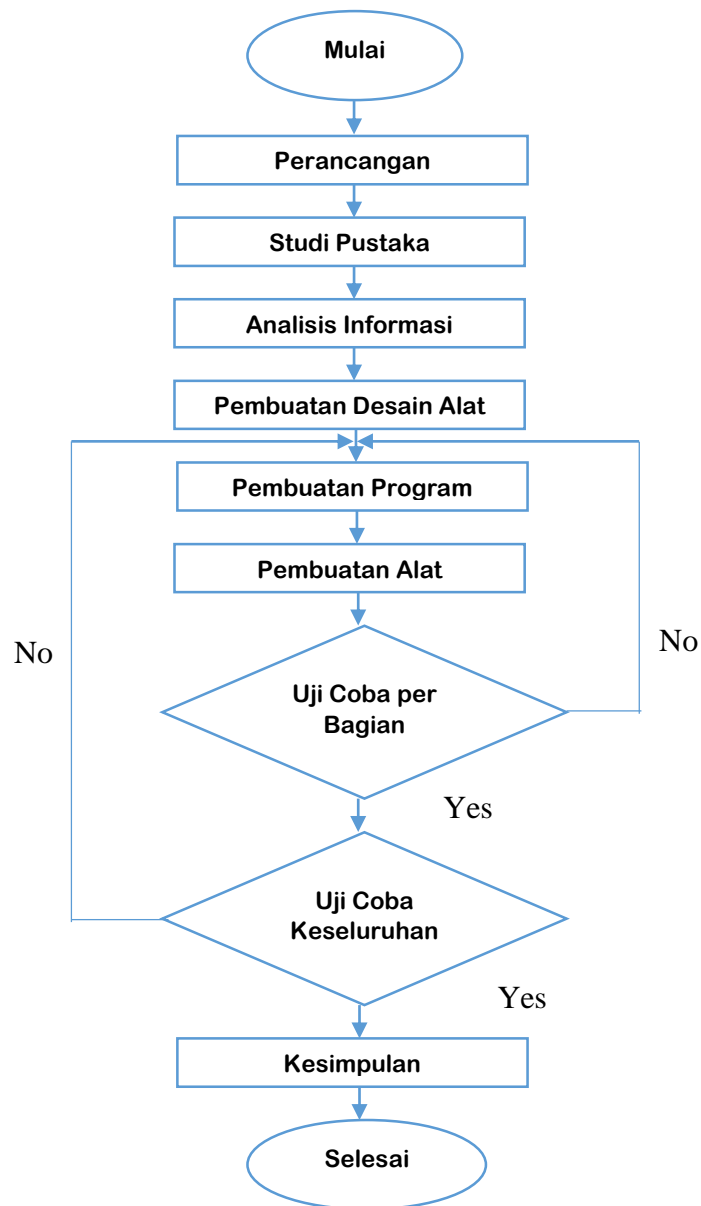 Mulai
Perancangan
Studi Pustaka
Analisis Informasi
Pembuatan Desain Alat
Pembuatan Program
Pembuatan Alat
No
No
Uji Coba per
Bagian
Yes
Uji Coba
Keseluruhan
Yes
Kesimpulan
Selesai